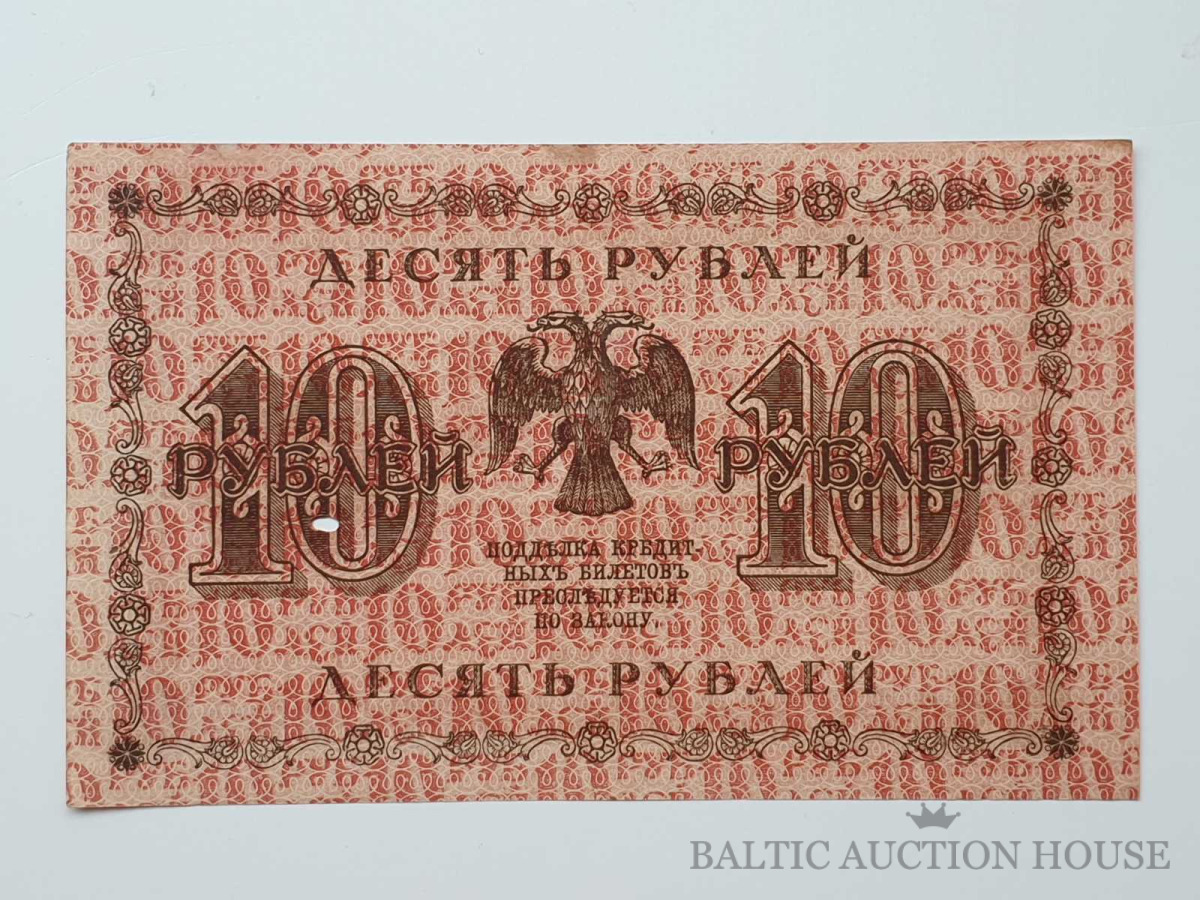 ДЕСЯТЬ РУБЛЕЙ
10 10
РУБЛЕЙ РУБЛЕЙ
ПОДДѢЛКА КРЕДИТ-
НЫХЪ БИЛЕТОВЪ
ПРЕСЛѢДУЕТСЯ
ПО ЗАКОНУ.
ДЕСЯТЬ РУБЛЕЙ
BALTIC AUCTION HOUSE